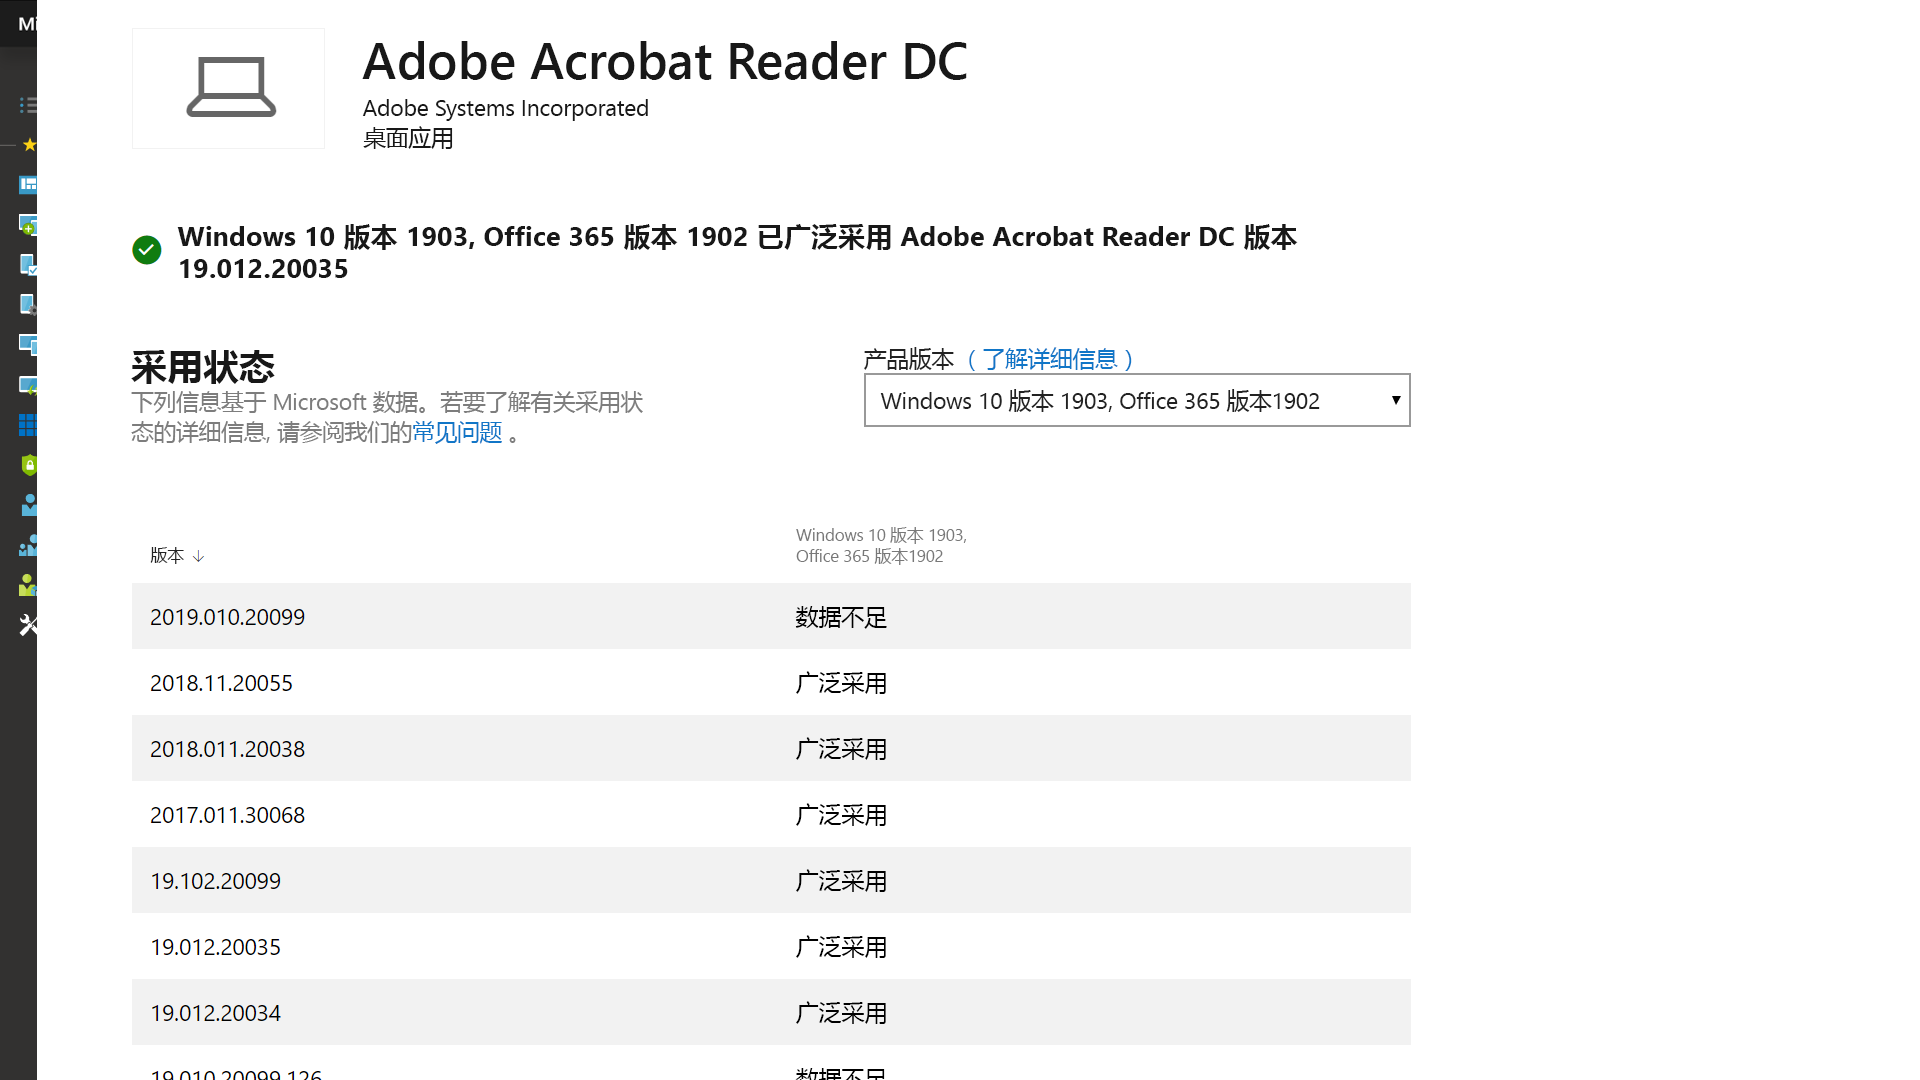 Mi
Adobe Acrobat Reader DC
Adobe Systems Incorporated
桌面应用
Windows 10 版本 1903, Office 365 版本 1902 已广泛采用 Adobe Acrobat Reader DC 版本
19.012.20035
采用状态
下列信息基于 Microsoft 数据。若要了解有关采用状
态的详细信息, 请参阅我们的常见问题 。
产品版本 （了解详细信息）
Windows 10 版本 1903, Office 365 版本1902
版本 ↓
Windows 10 版本 1903,
Office 365 版本1902
2019.010.20099 数据不足
2018.11.20055 广泛采用
2018.011.20038 广泛采用
2017.011.30068 广泛采用
19.102.20099 广泛采用
19.012.20035 广泛采用
19.012.20034 广泛采用
19.010.20099.126 数据不足